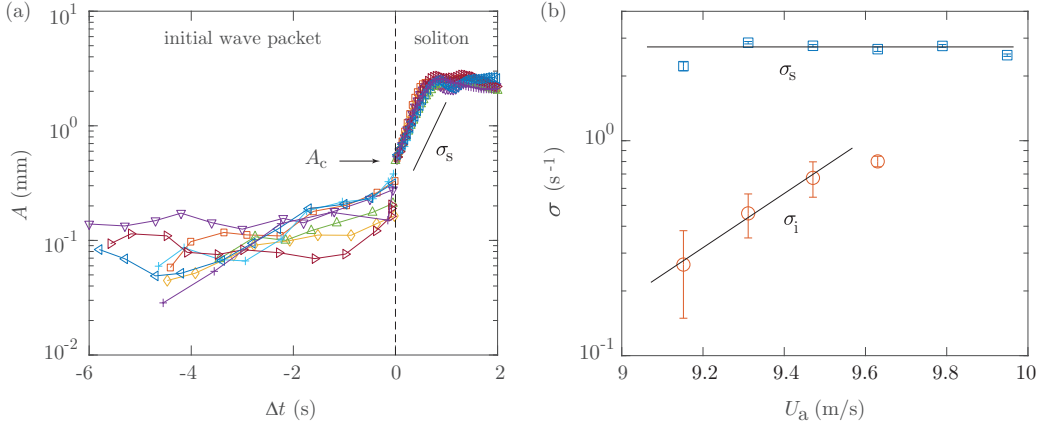 (a)
10^1
10^0
10^-1
10^-2
A (mm)
initial wave packet
soliton
A_c
σ_s
-6
-4
-2
0
2
Δt (s)
(b)
10^0
10^-1
σ (s^-1)
σ_s
σ_i
9
9.2
9.4
9.6
9.8
10
U_a (m/s)